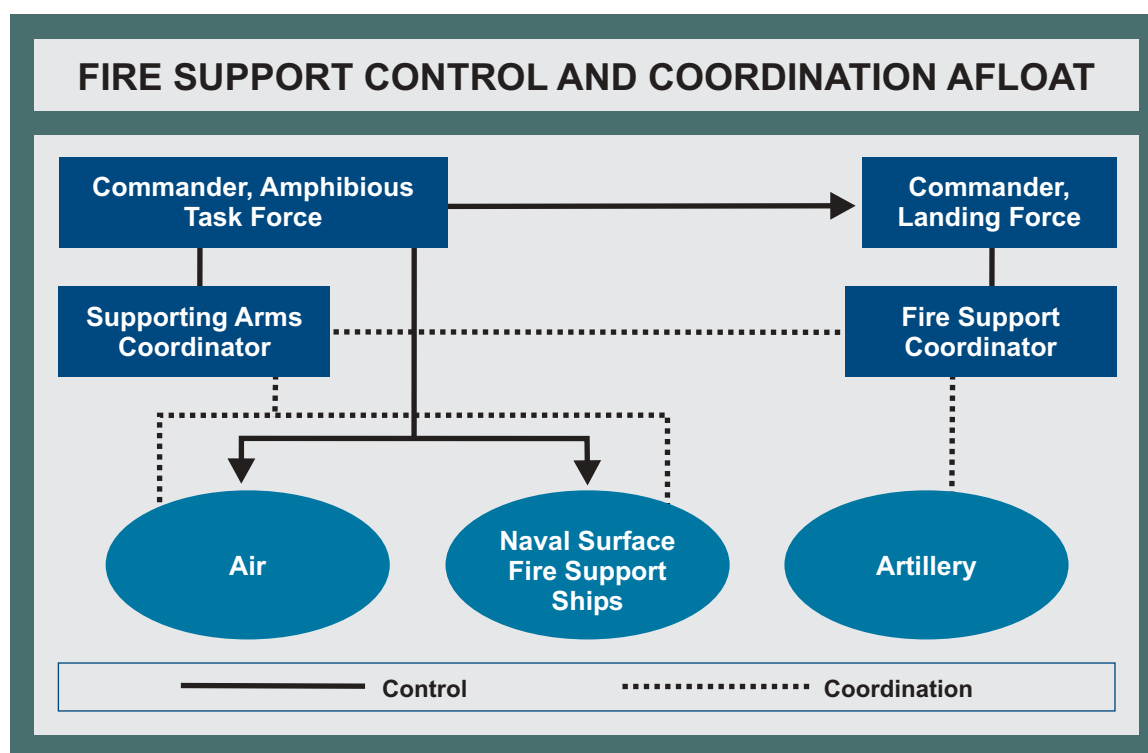 FIRE SUPPORT CONTROL AND COORDINATION AFLOAT
Commander, Amphibious
Task Force
Commander,
Landing Force
Supporting Arms
Coordinator
Fire Support
Coordinator
Air
Naval Surface
Fire Support
Ships
Artillery
Control
Coordination